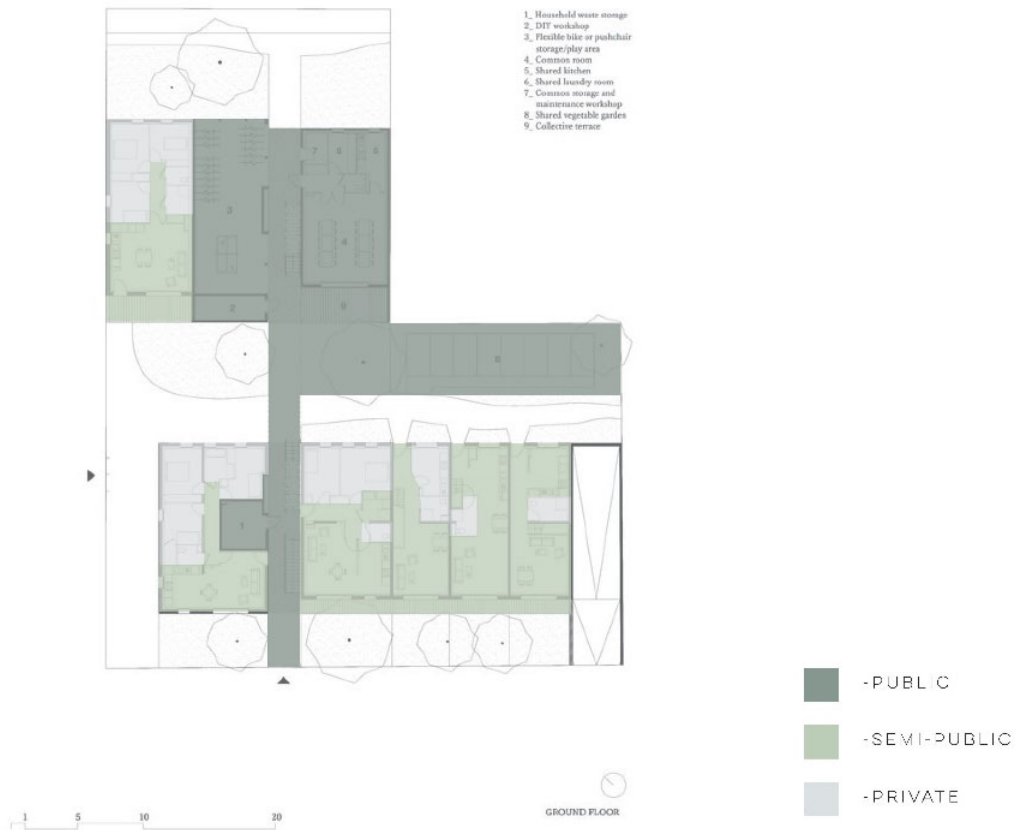 1_ Household waste storage
2_ DIY workshop
3_ Flexible bike or pushchair
storage/play area
4_ Common room
5_ Shared kitchen
6_ Shared laundry room
7_ Common storage and
maintenance workshop
8_ Shared vegetable garden
9_ Collective terrace
7 6 5
3
4
2
9
8
1
-PUBLIC
-SEMI-PUBLIC
-PRIVATE
GROUND FLOOR
1 5 10 20